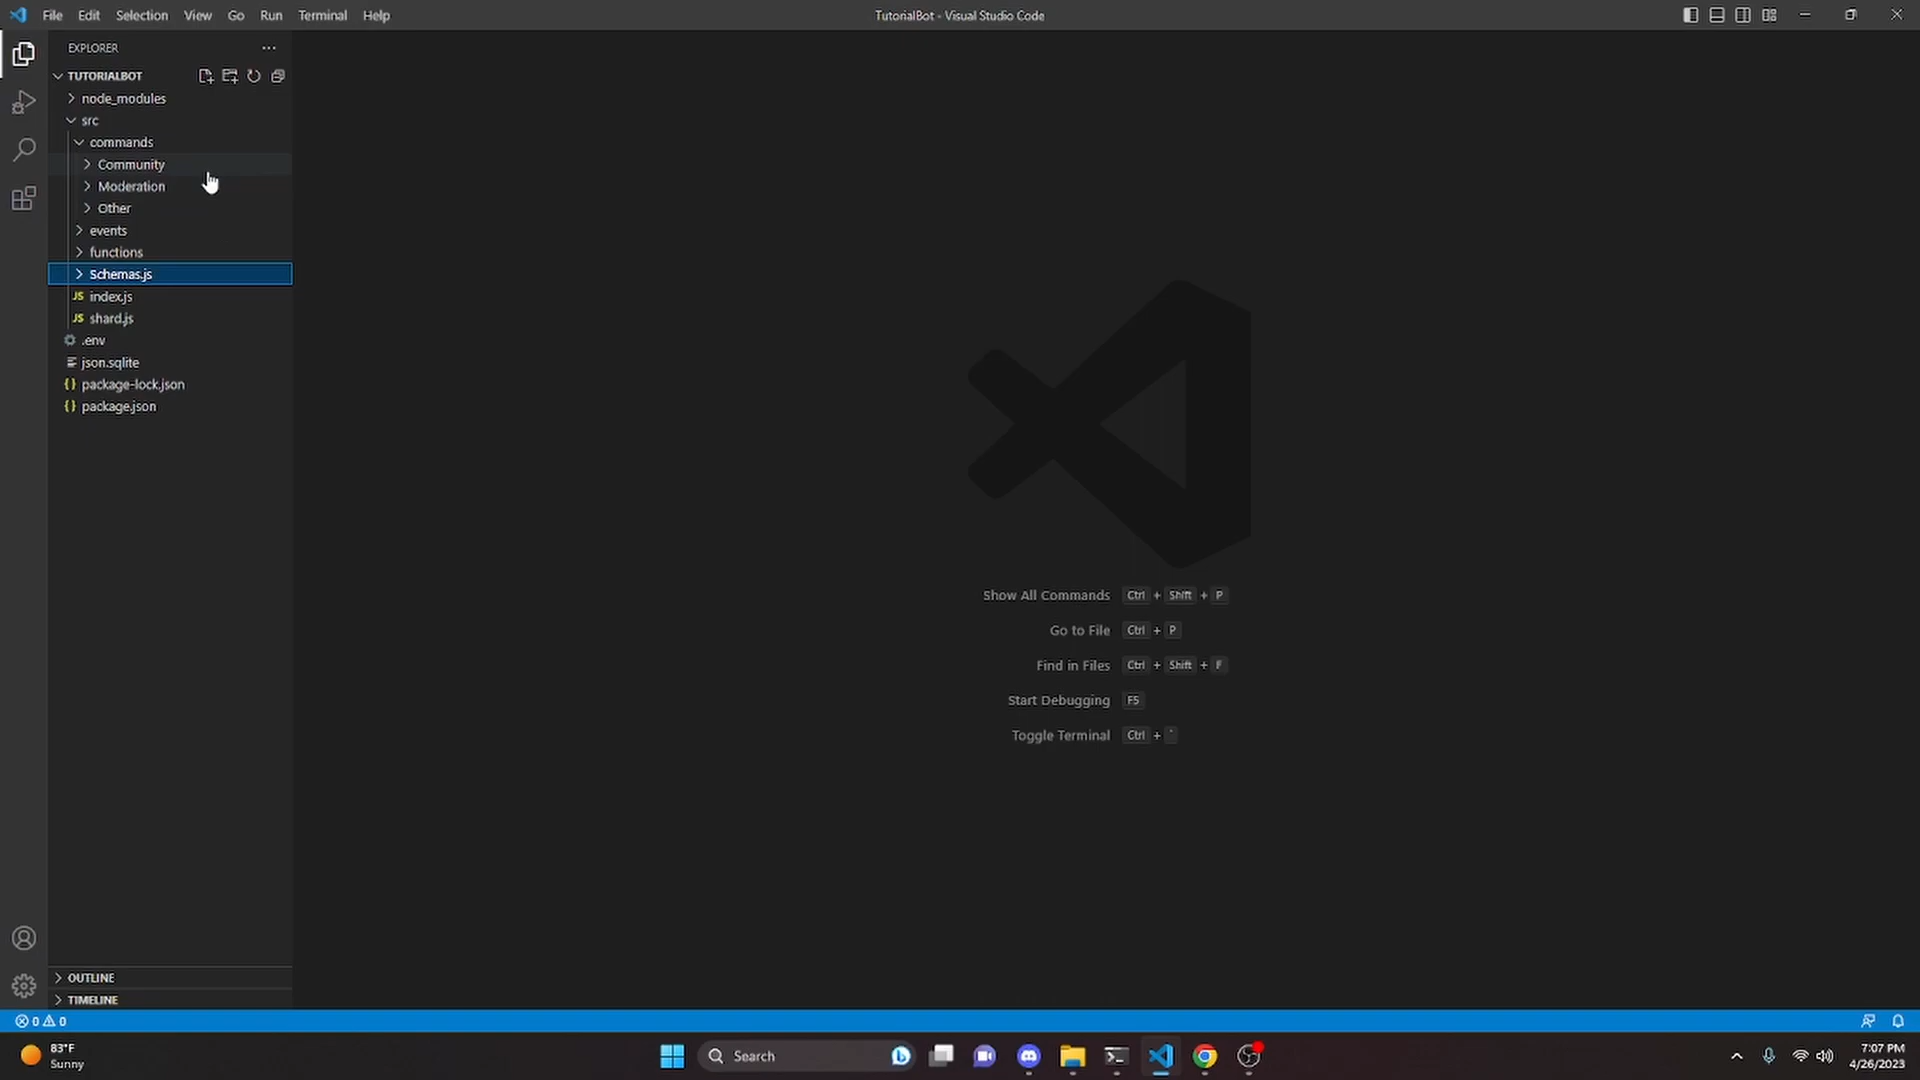 File Edit Selection View Go Run Terminal Help
TutorialBot - Visual Studio Code
EXPLORER
TUTORIALBOT
node_modules
src
commands
Community
Moderation
Other
events
functions
Schemas.js
JS index.js
JS shard.js
.env
json.sqlite
{} package-lock.json
{} package.json
Show All Commands Ctrl + Shift + P
Go to File Ctrl + P
Find in Files Ctrl + Shift + F
Start Debugging F5
Toggle Terminal Ctrl + `
OUTLINE
TIMELINE
0 0
83°F
Sunny
Search
7:07 PM
4/26/2023